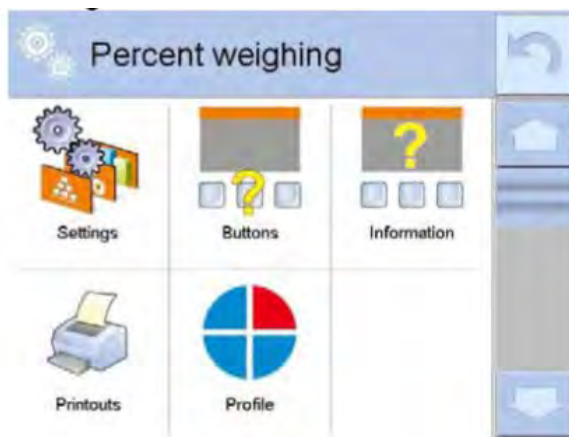 Percent weighing
Settings
Buttons
Information
Printouts
Profile